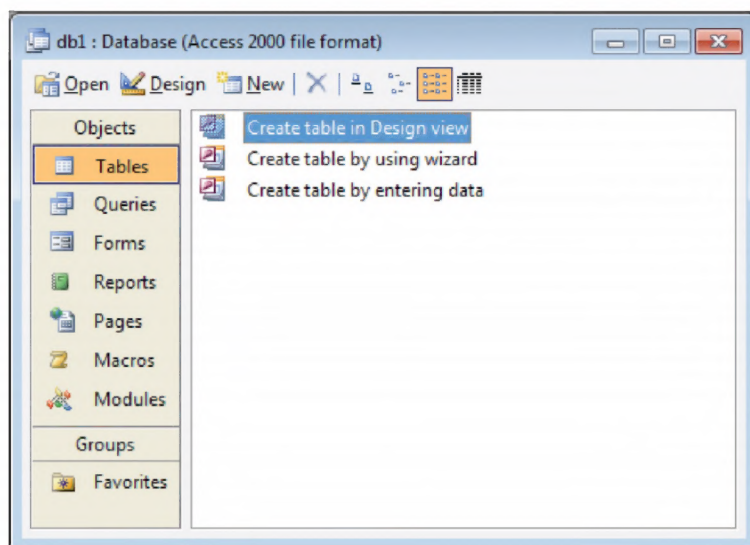 db1 : Database (Access 2000 file format)
Open Design New
Objects
Tables
Queries
Forms
Reports
Pages
Macros
Modules
Groups
Favorites
Create table in Design view
Create table by using wizard
Create table by entering data